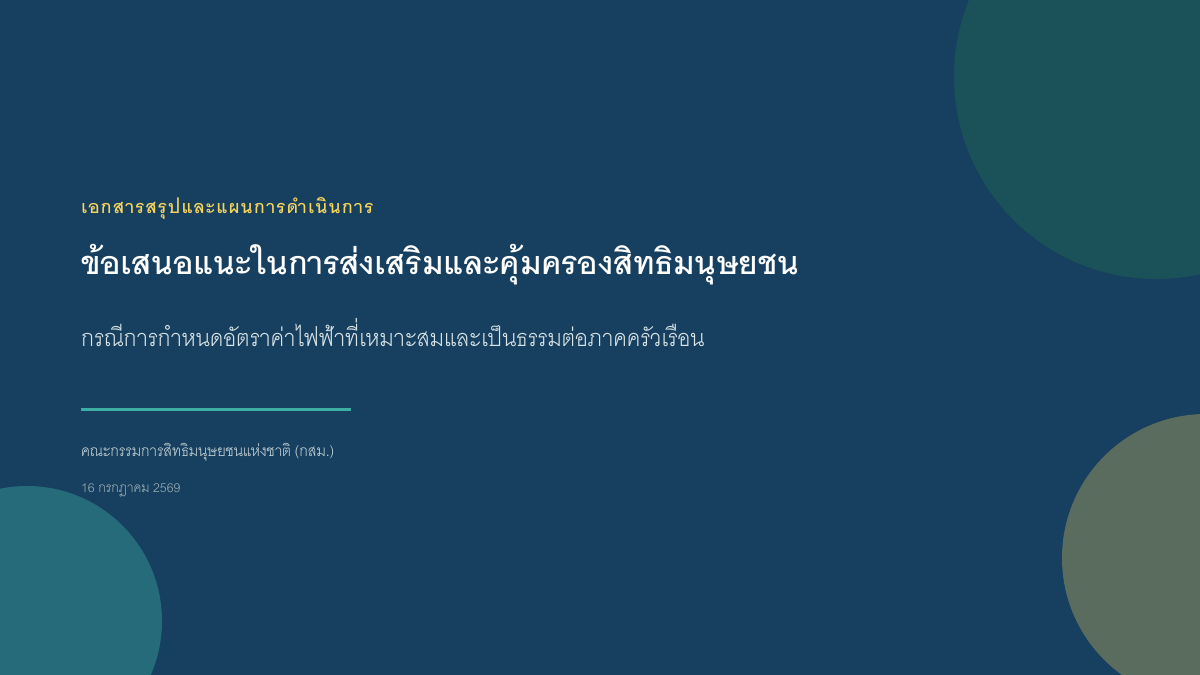 เอกสารสรุปและแผนการดำเนินการ
ข้อเสนอแนะในการส่งเสริมและคุ้มครองสิทธิมนุษยชน
กรณีการกำหนดอัตราค่าไฟฟ้าที่เหมาะสมและเป็นธรรมต่อภาคครัวเรือน
คณะกรรมการสิทธิมนุษยชนแห่งชาติ (กสม.)
16 กรกฎาคม 2569